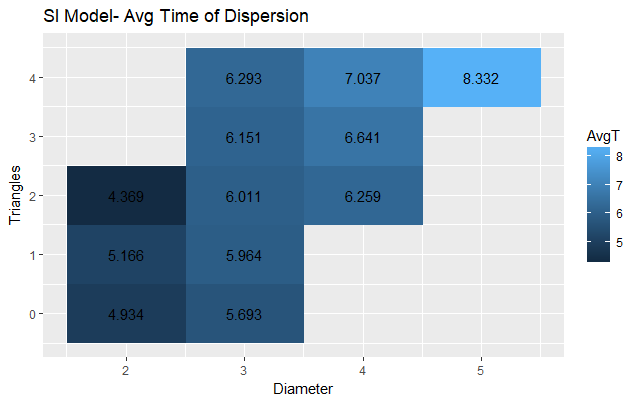 SI Model- Avg Time of Dispersion
4 6.293 7.037 8.332
3 6.151 6.641
2 4.369 6.011 6.259
1 5.166 5.964
0 4.934 5.693
2 3 4 5
Diameter
Triangles
AvgT
8
7
6
5